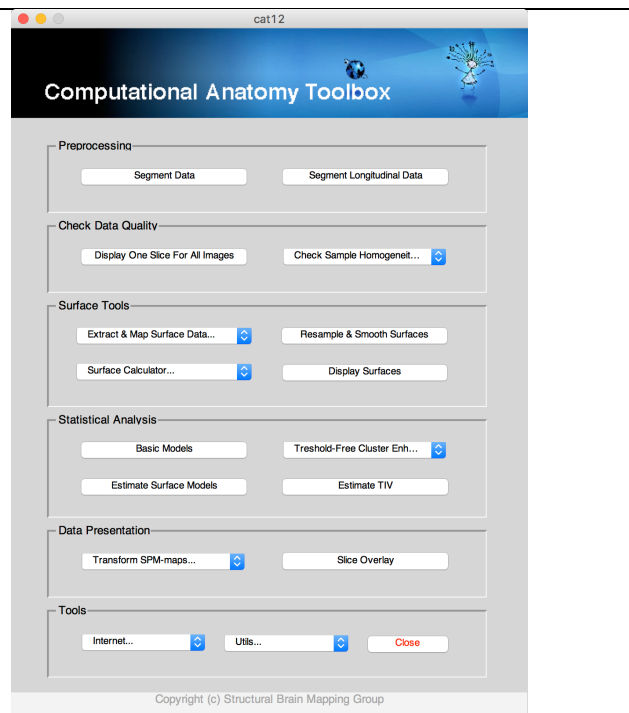 cat12
Computational Anatomy Toolbox
Preprocessing
Segment Data
Segment Longitudinal Data
Check Data Quality
Display One Slice For All Images
Check Sample Homogeneit...
Surface Tools
Extract & Map Surface Data...
Resample & Smooth Surfaces
Surface Calculator...
Display Surfaces
Statistical Analysis
Basic Models
Treshold-Free Cluster Enh...
Estimate Surface Models
Estimate TIV
Data Presentation
Transform SPM-maps...
Slice Overlay
Tools
Internet...
Utils...
Close
Copyright (c) Structural Brain Mapping Group